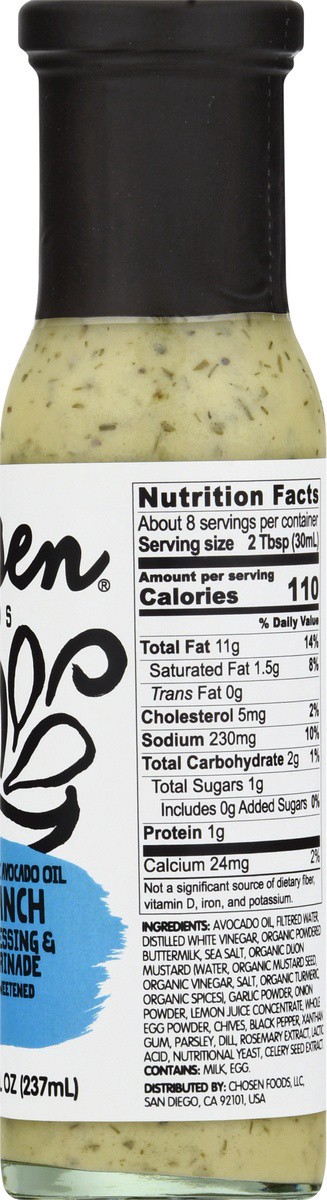 sen®
D S
AVOCADO OIL
NCH
ESSING &
RINADE
WEETENED
. OZ (237mL)
Nutrition Facts
About 8 servings per container
Serving size 2 Tbsp (30mL)
Amount per serving
Calories 110
% Daily Value
Total Fat 11g 14%
Saturated Fat 1.5g 8%
Trans Fat 0g
Cholesterol 5mg 2%
Sodium 230mg 10%
Total Carbohydrate 2g 1%
Total Sugars 1g
Includes 0g Added Sugars 0%
Protein 1g
Calcium 24mg 2%
Not a significant source of dietary fiber,
vitamin D, iron, and potassium.
INGREDIENTS: AVOCADO OIL, FILTERED WATER,
DISTILLED WHITE VINEGAR, ORGANIC POWDERED
BUTTERMILK, SEA SALT, ORGANIC DIJON
MUSTARD (WATER, ORGANIC MUSTARD SEED,
ORGANIC VINEGAR, SALT, ORGANIC TURMERIC,
ORGANIC SPICES), GARLIC POWDER, ONION
POWDER, LEMON JUICE CONCENTRATE, WHOLE
EGG POWDER, CHIVES, BLACK PEPPER, XANTHAN
GUM, PARSLEY, DILL, ROSEMARY EXTRACT, LACTIC
ACID, NUTRITIONAL YEAST, CELERY SEED EXTRACT
CONTAINS: MILK, EGG.
DISTRIBUTED BY: CHOSEN FOODS, LLC,
SAN DIEGO, CA 92101, USA